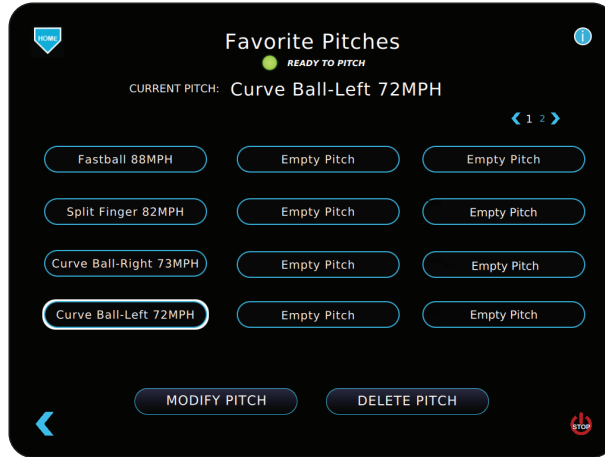 HOME
Favorite Pitches
i
READY TO PITCH
CURRENT PITCH: Curve Ball-Left 72MPH
1 2
Fastball 88MPH Empty Pitch Empty Pitch
Split Finger 82MPH Empty Pitch Empty Pitch
Curve Ball-Right 73MPH Empty Pitch Empty Pitch
Curve Ball-Left 72MPH Empty Pitch Empty Pitch
MODIFY PITCH DELETE PITCH
STOP